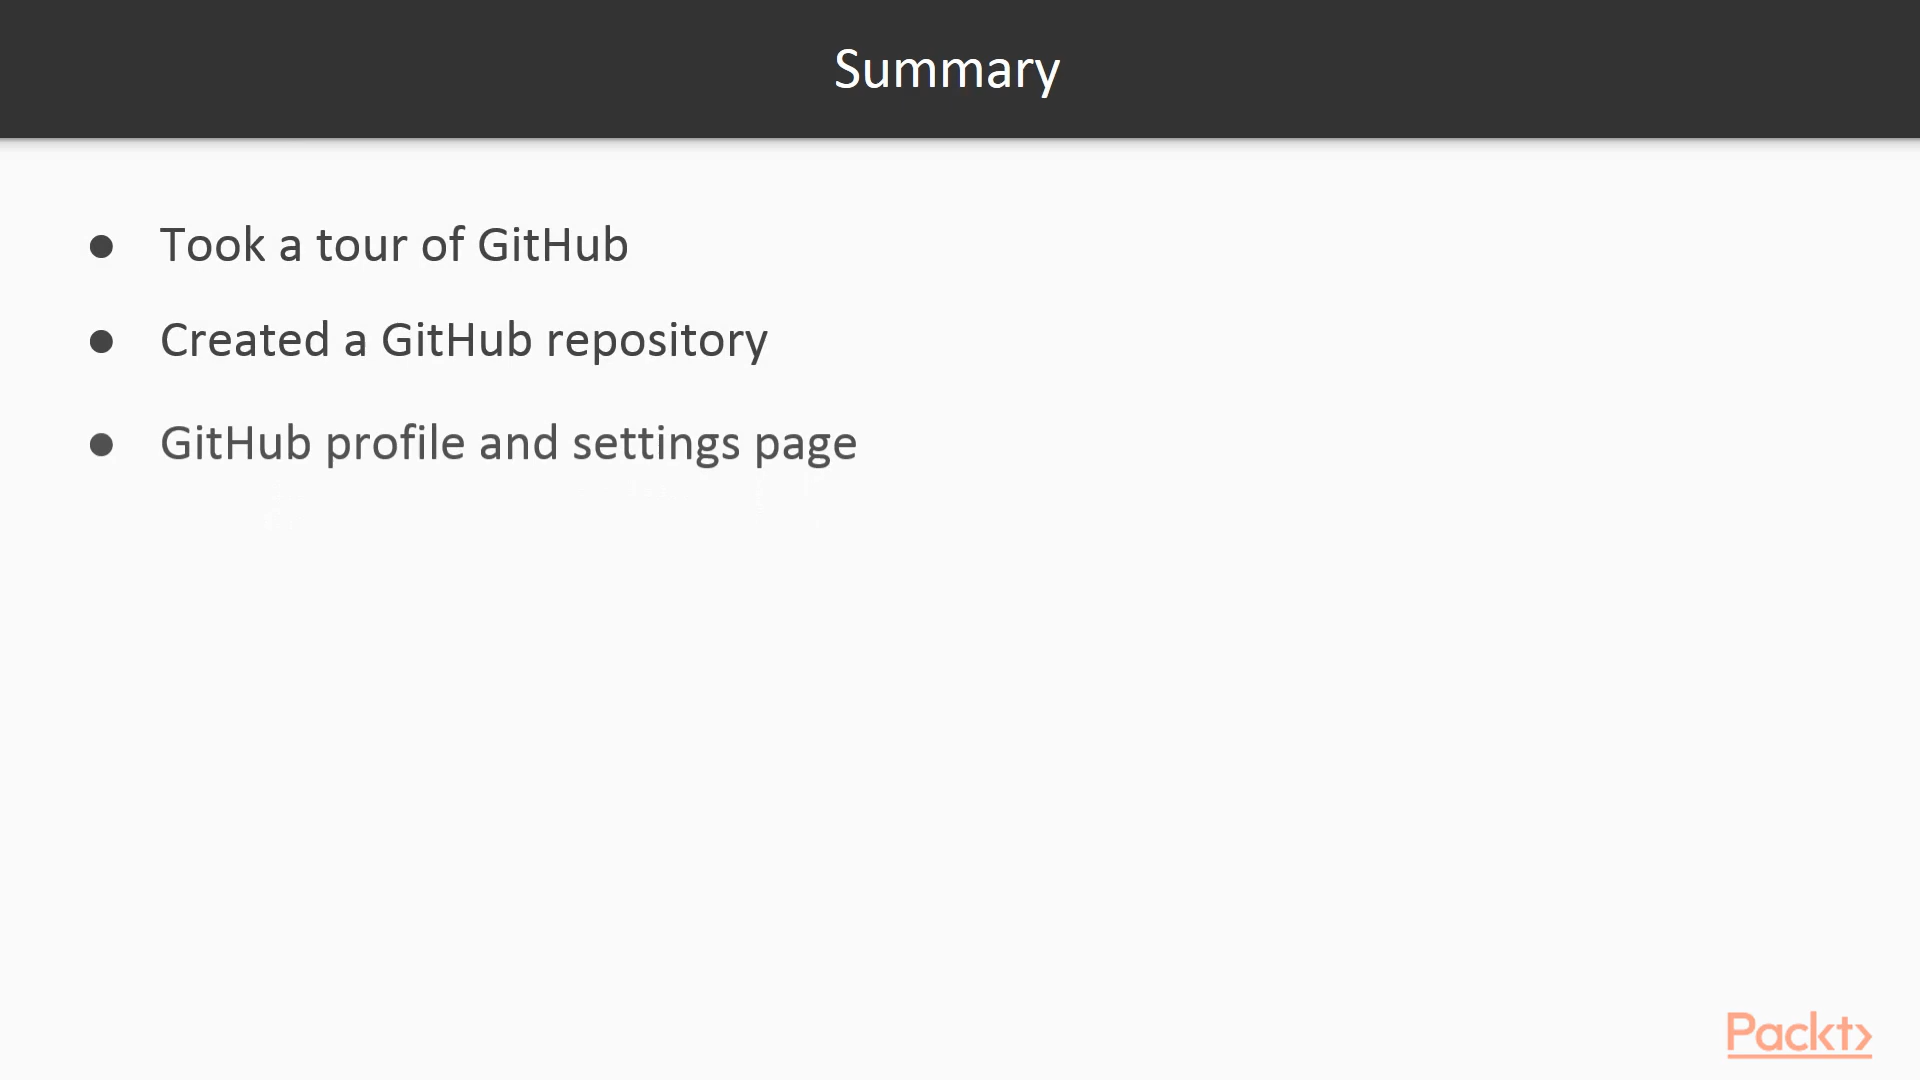 Summary
● Took a tour of GitHub
● Created a GitHub repository
● GitHub profile and settings page
Packt>